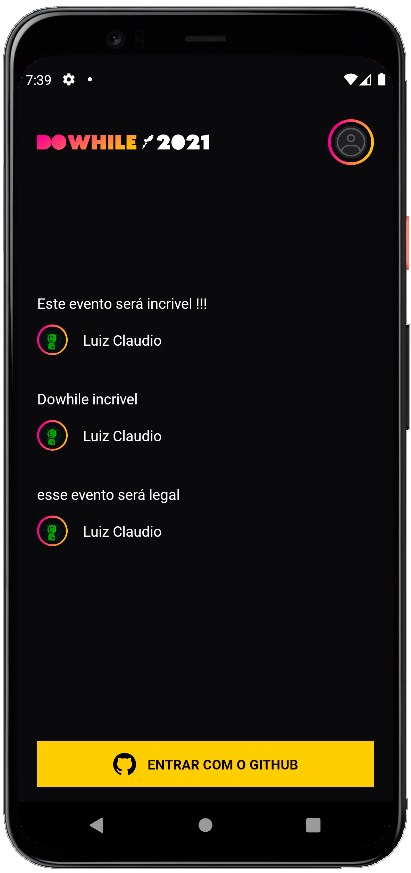 7:39
DOWHILE 2021
Este evento será incrivel !!!
Luiz Claudio
Dowhile incrivel
Luiz Claudio
esse evento será legal
Luiz Claudio
ENTRAR COM O GITHUB